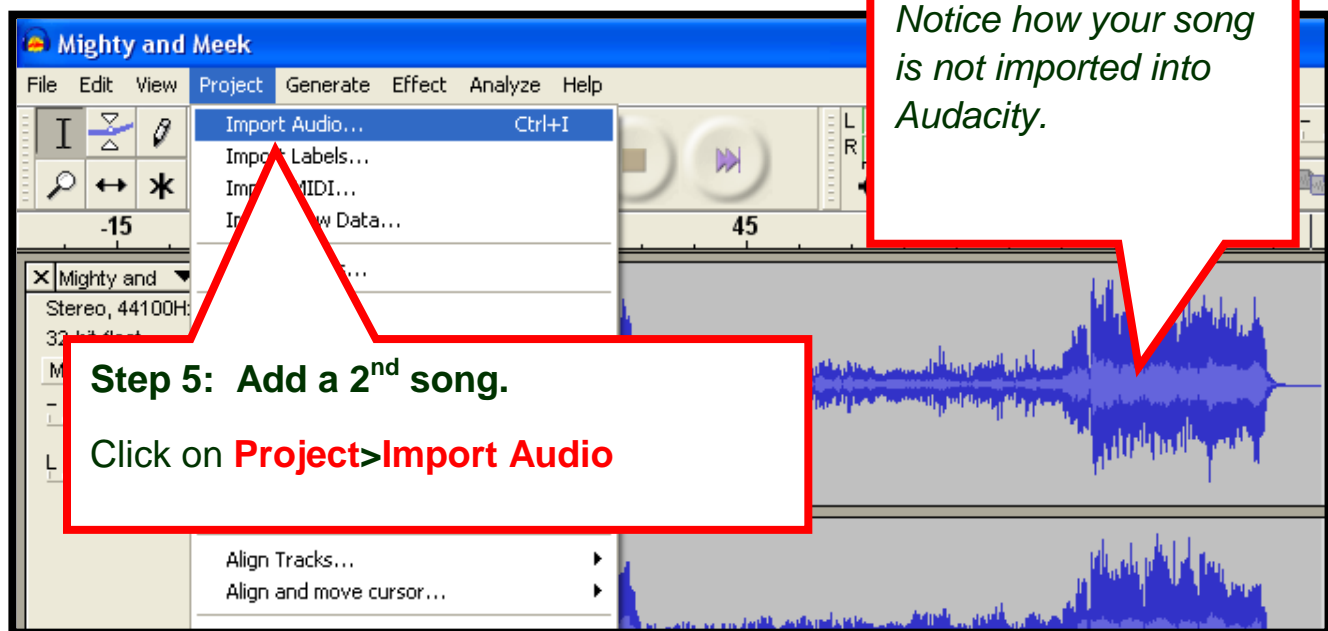 Mighty and Meek
Notice how your song
is not imported into
Audacity.
File Edit View Project Generate Effect Analyze Help
Import Audio... Ctrl+I
Import Labels...
MIDI...
Data...
L
R
-15 45
Mighty and
Stereo, 44100H
Step 5: Add a 2nd song.
Click on Project>Import Audio
L
Align Tracks...
Align and move cursor...